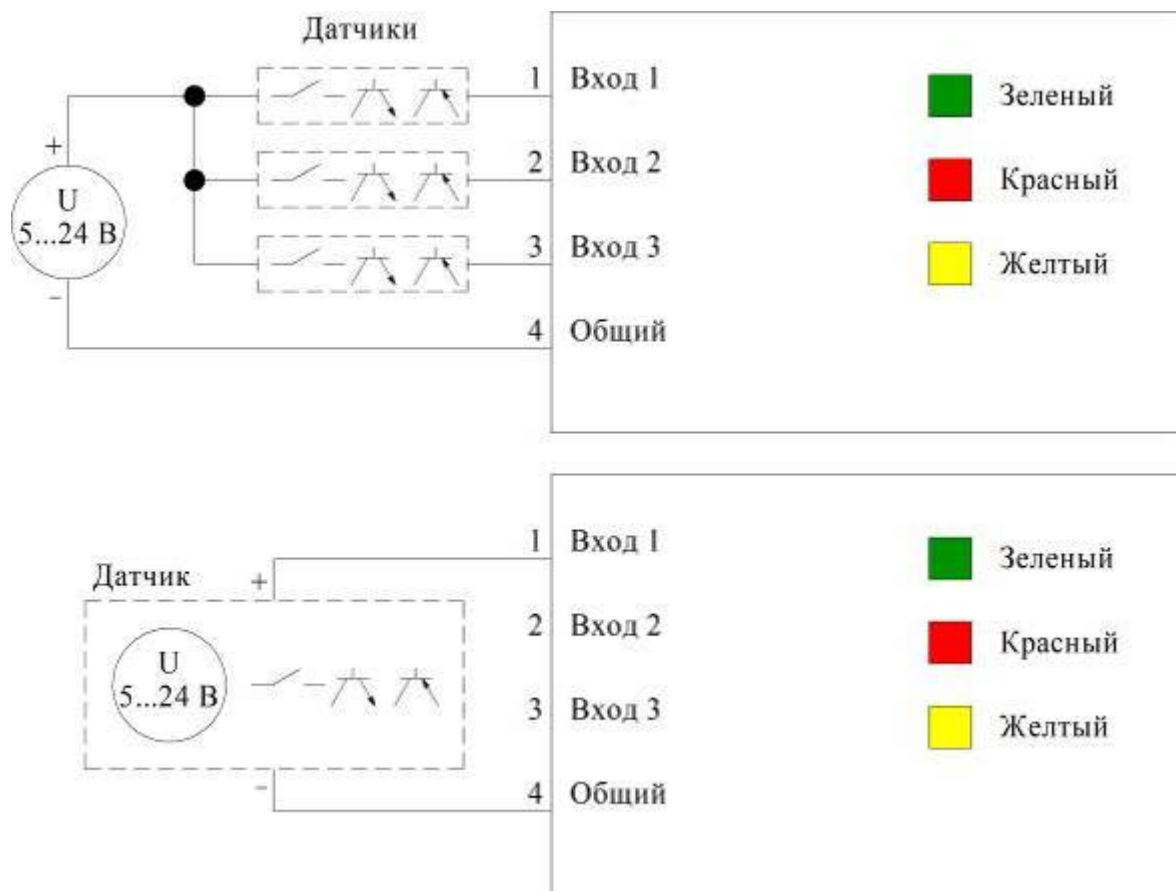 Датчики
1 Вход 1
Зеленый
+
2 Вход 2
Красный
U
5...24 В
3 Вход 3
Желтый
–
4 Общий
1 Вход 1
Зеленый
Датчик
+
2 Вход 2
Красный
U
5...24 В
3 Вход 3
Желтый
–
4 Общий